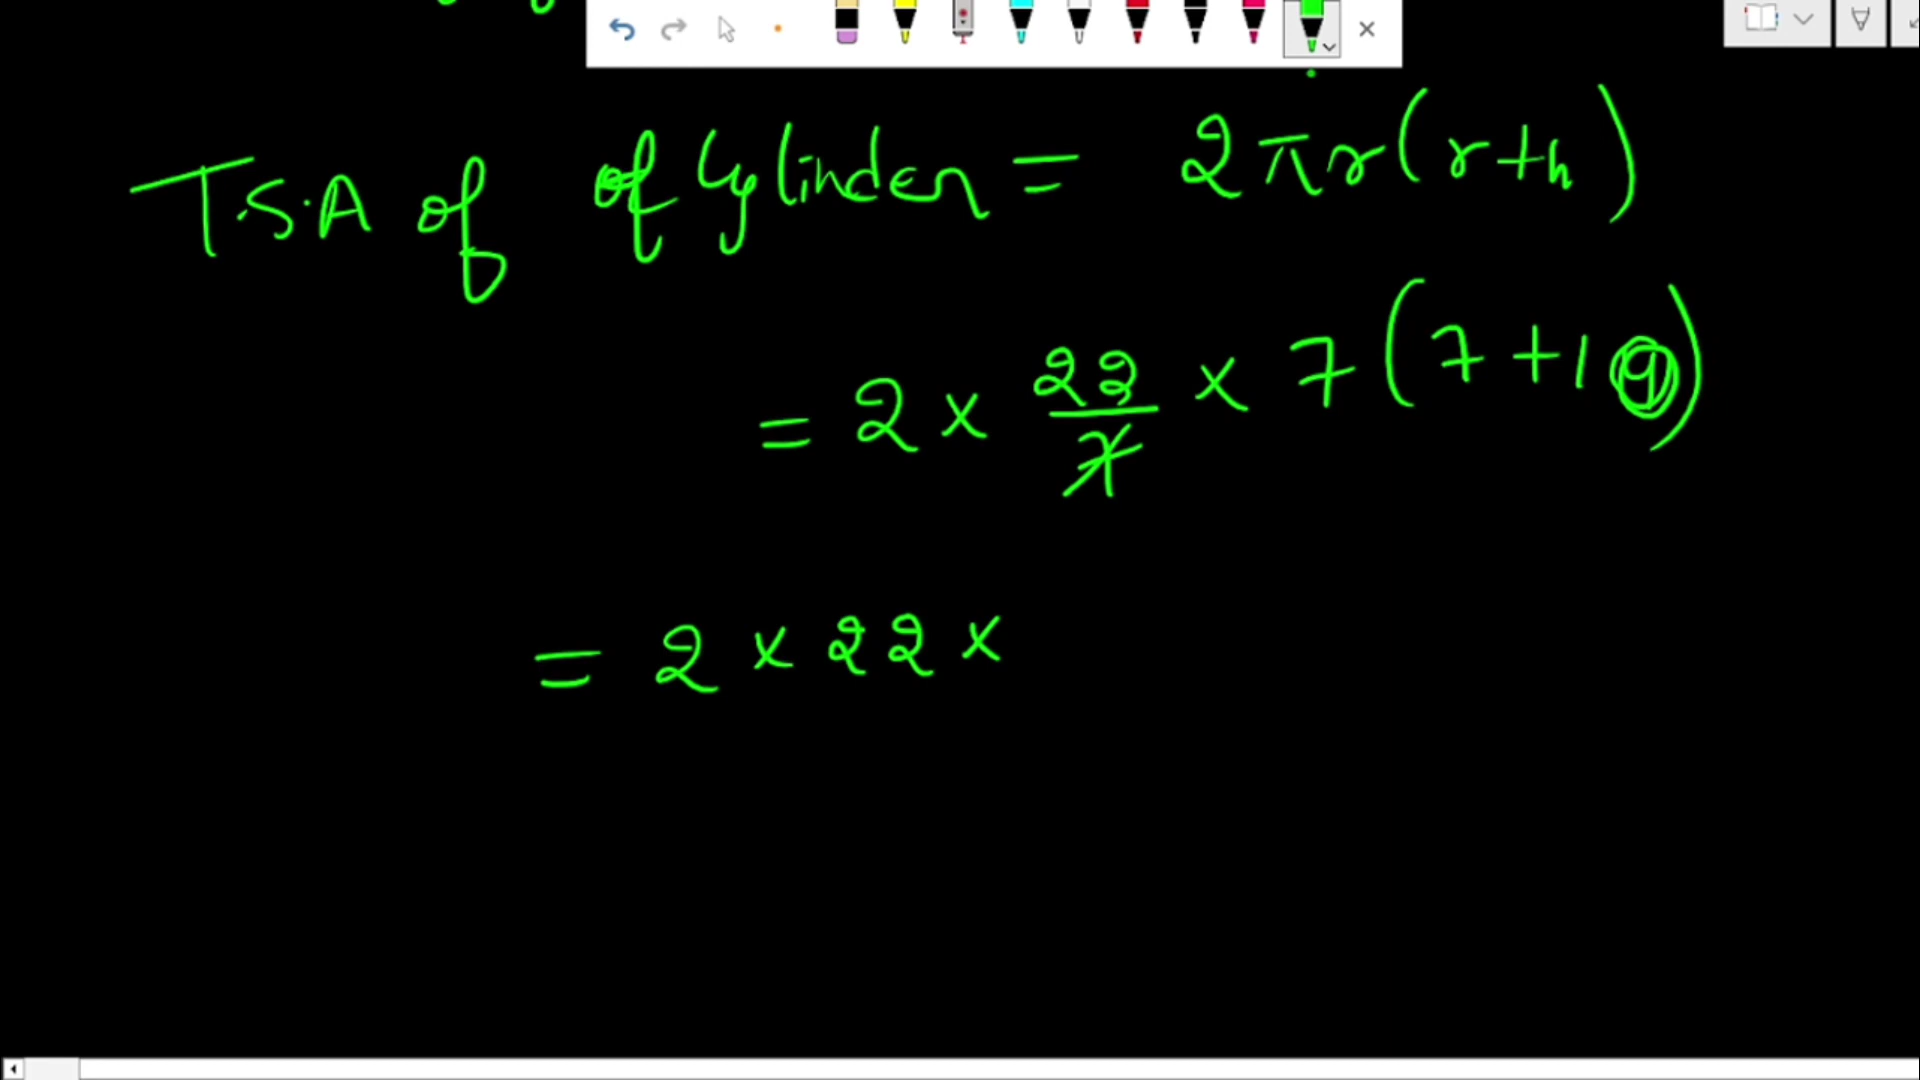 T.S.A of of Cylinder = 2πr(r+h)
= 2 × 22/7 × 7(7+19)
= 2 × 22 ×